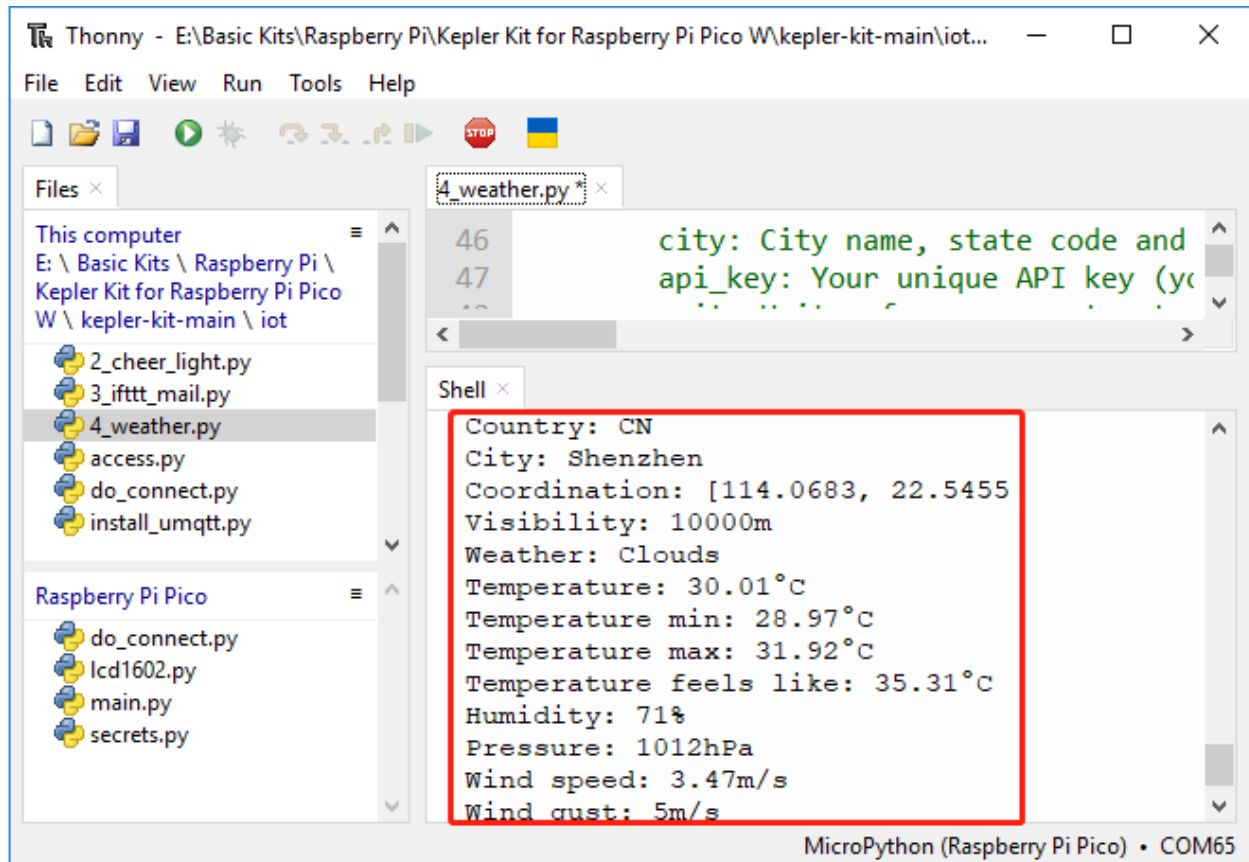 Thonny - E:\Basic Kits\Raspberry Pi\Kepler Kit for Raspberry Pi Pico W\kepler-kit-main\iot...
File Edit View Run Tools Help
STOP
Files
This computer
E: \ Basic Kits \ Raspberry Pi \
Kepler Kit for Raspberry Pi Pico
W \ kepler-kit-main \ iot
2_cheer_light.py
3_ifttt_mail.py
4_weather.py
access.py
do_connect.py
install_umqtt.py
Raspberry Pi Pico
do_connect.py
lcd1602.py
main.py
secrets.py
4_weather.py *
46 city: City name, state code and
47 api_key: Your unique API key (yo
Shell
Country: CN
City: Shenzhen
Coordination: [114.0683, 22.5455
Visibility: 10000m
Weather: Clouds
Temperature: 30.01°C
Temperature min: 28.97°C
Temperature max: 31.92°C
Temperature feels like: 35.31°C
Humidity: 71%
Pressure: 1012hPa
Wind speed: 3.47m/s
Wind gust: 5m/s
MicroPython (Raspberry Pi Pico) • COM65